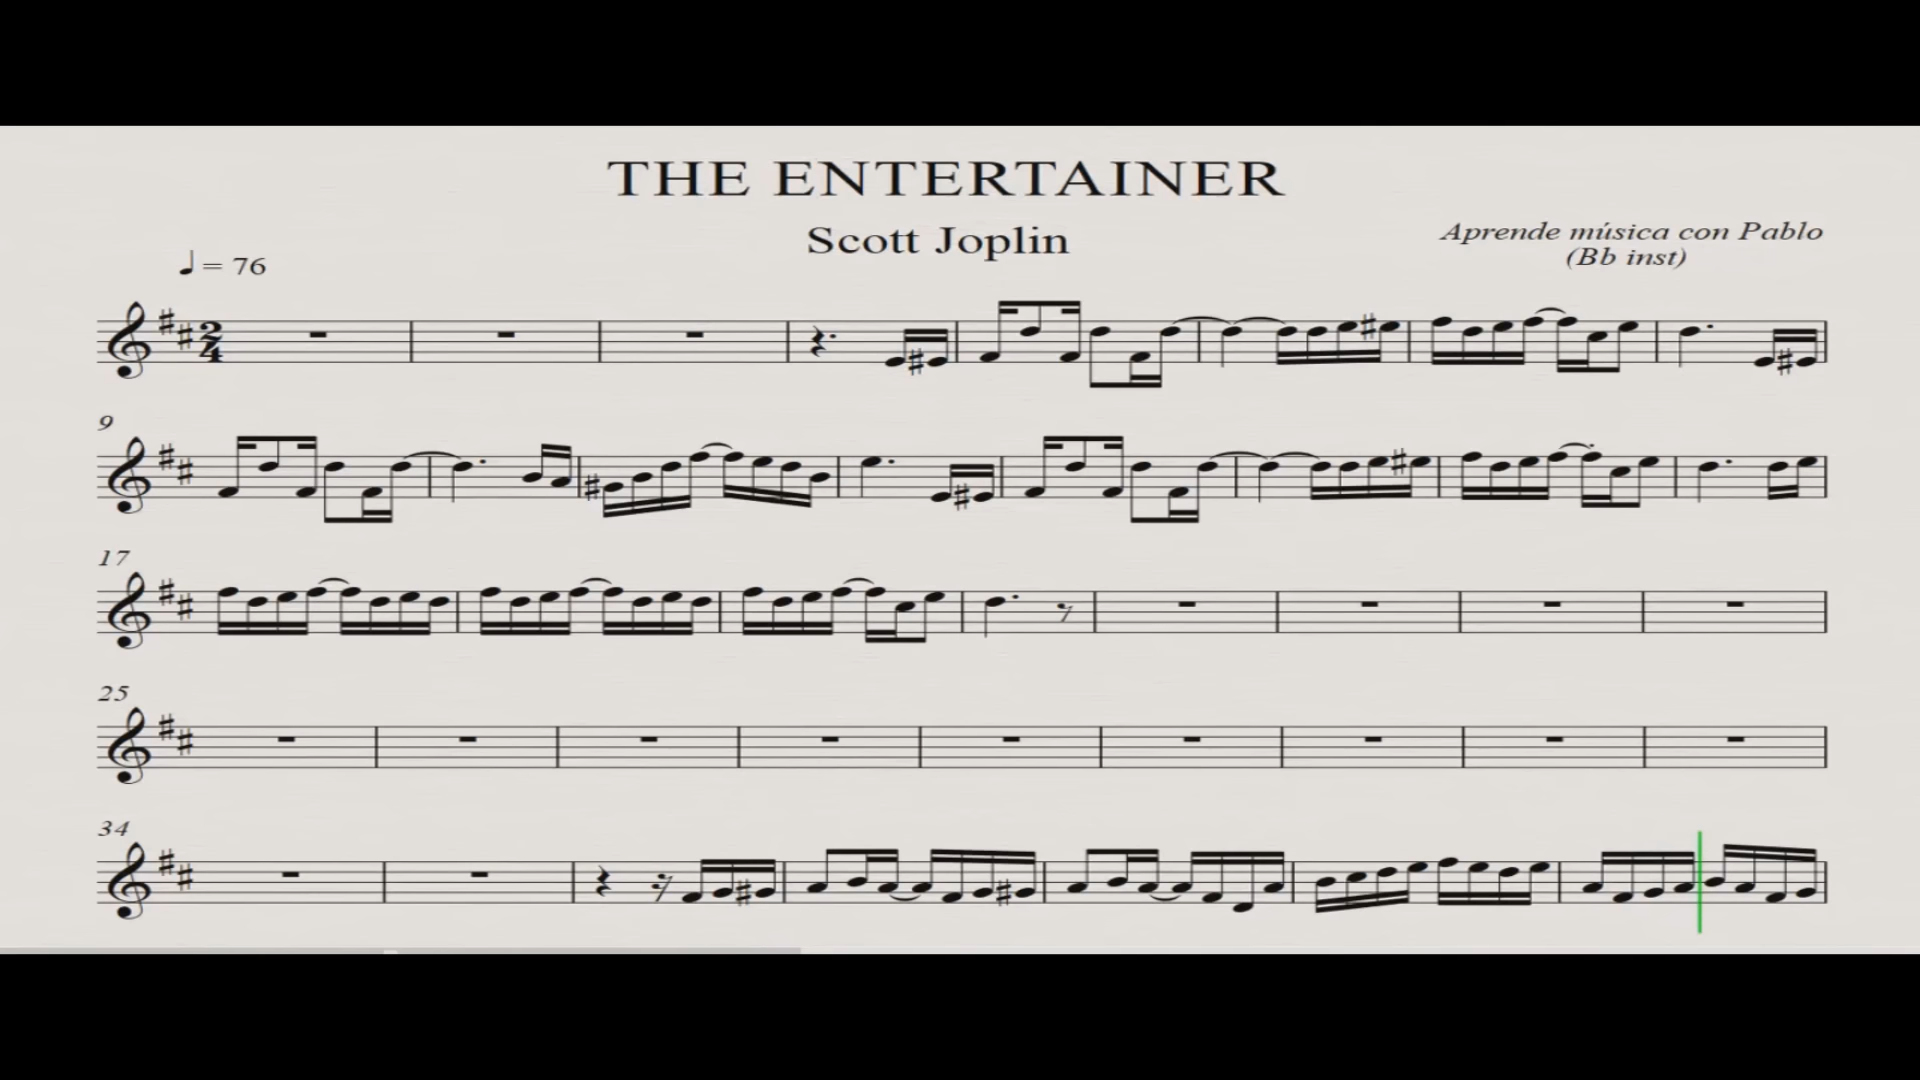 THE ENTERTAINER
Scott Joplin
Aprende música con Pablo
(Bb inst)
♩ = 76
2
4
9
17
25
34